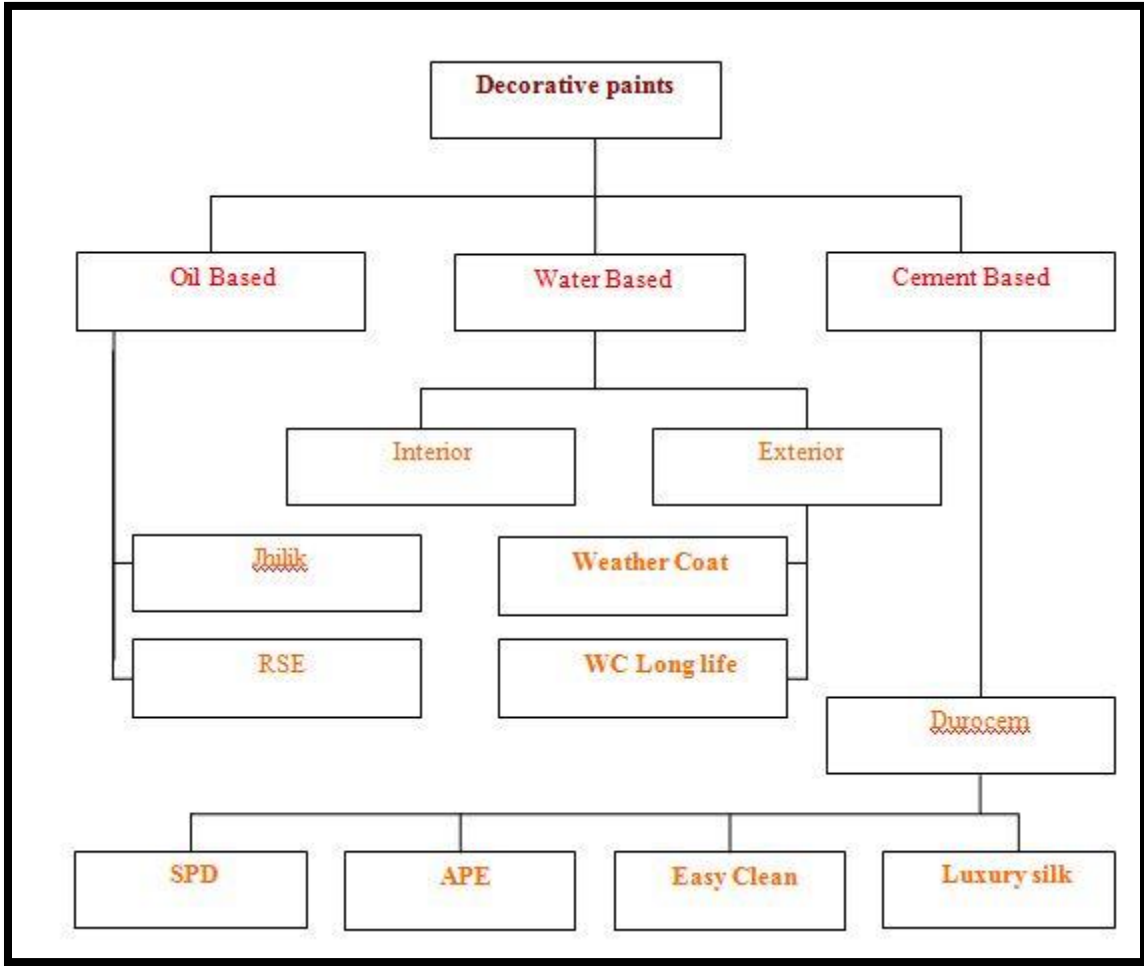 Decorative paints
Oil Based
Water Based
Cement Based
Interior
Exterior
Jhilik
Weather Coat
RSE
WC Long life
Durocem
SPD
APE
Easy Clean
Luxury silk